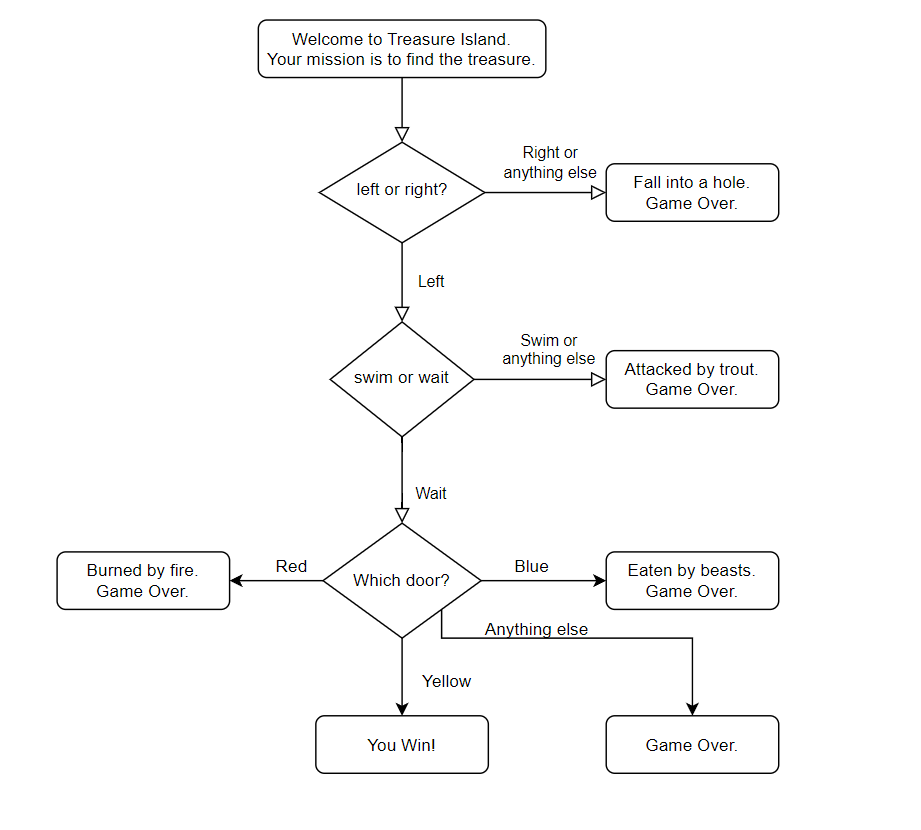 Welcome to Treasure Island.
Your mission is to find the treasure.
left or right?
Right or
anything else
Fall into a hole.
Game Over.
Left
swim or wait
Swim or
anything else
Attacked by trout.
Game Over.
Wait
Which door?
Red
Burned by fire.
Game Over.
Blue
Eaten by beasts.
Game Over.
Anything else
Yellow
You Win!
Game Over.